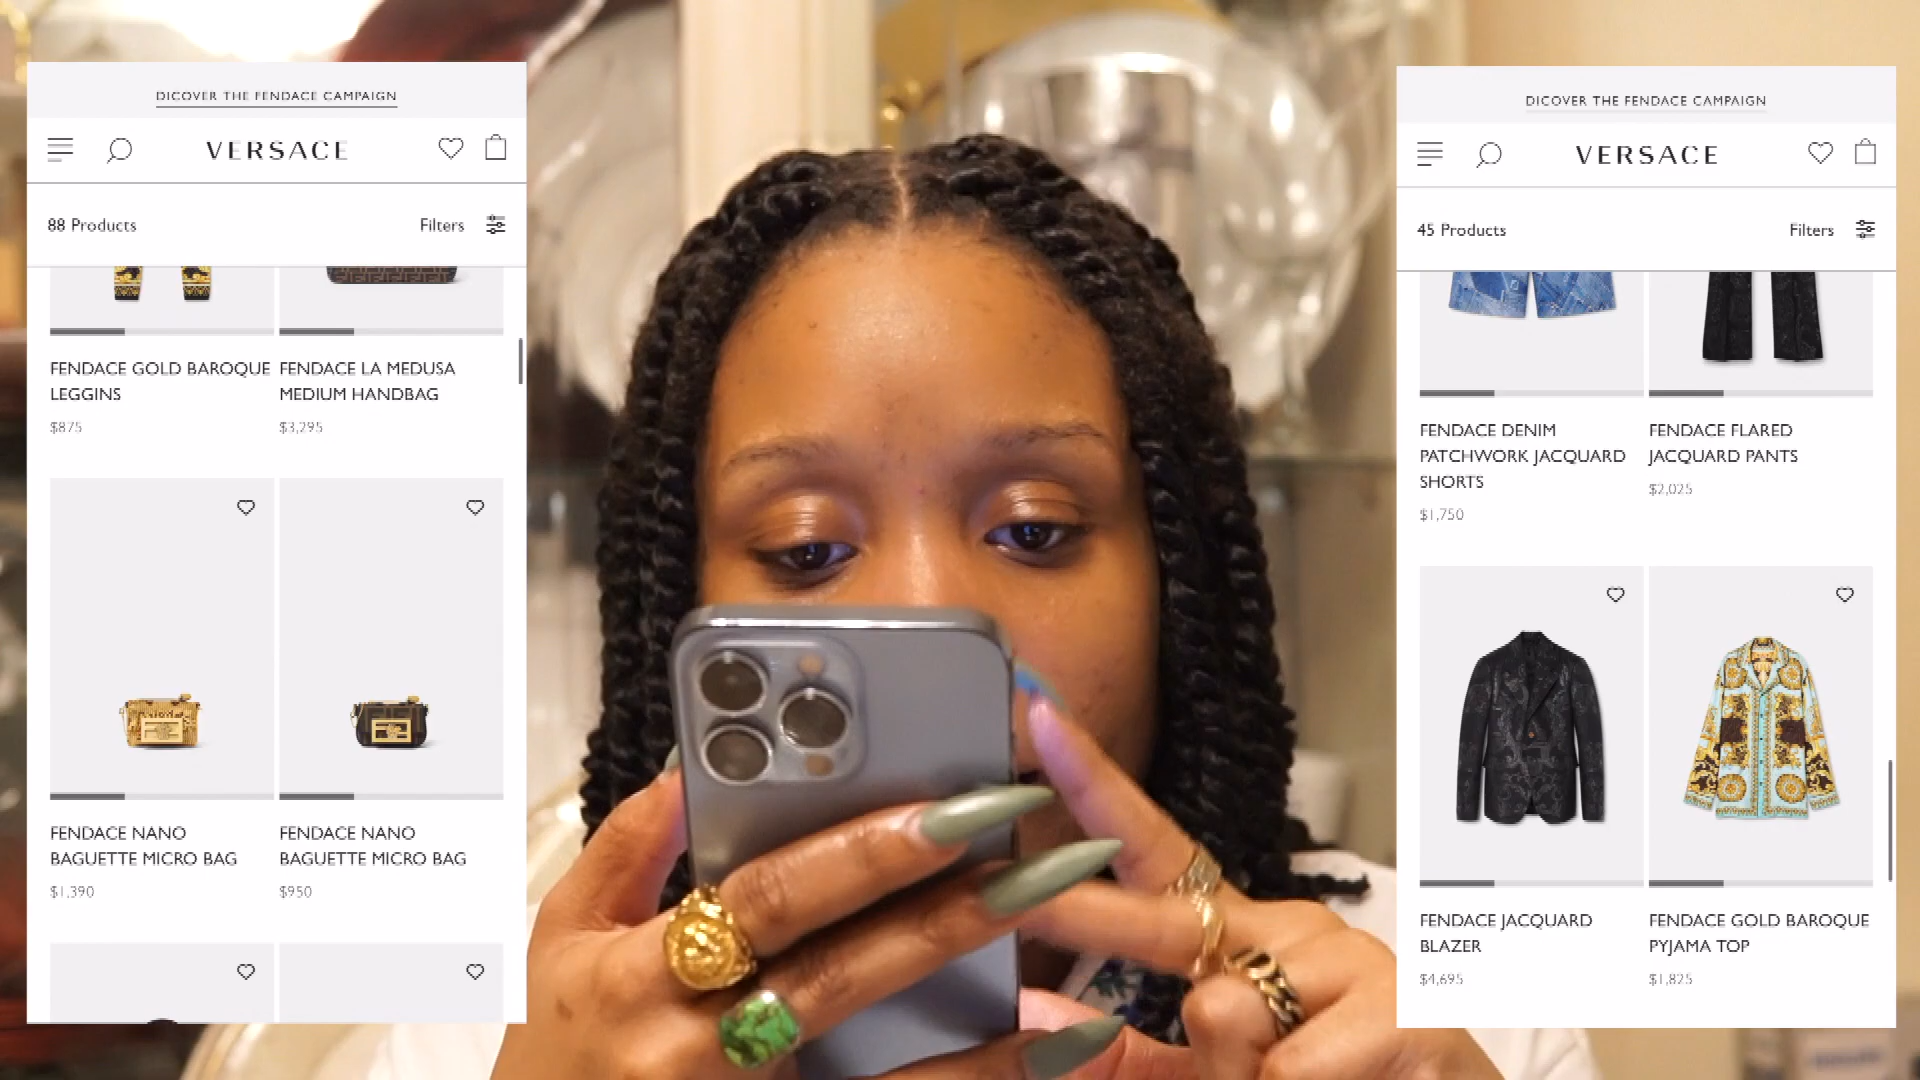 DICOVER THE FENDACE CAMPAIGN
VERSACE
88 Products
Filters
FENDACE GOLD BAROQUE
LEGGINS
$875
FENDACE LA MEDUSA
MEDIUM HANDBAG
$3,295
FENDACE NANO
BAGUETTE MICRO BAG
$1,390
FENDACE NANO
BAGUETTE MICRO BAG
$950
DICOVER THE FENDACE CAMPAIGN
VERSACE
45 Products
Filters
FENDACE DENIM
PATCHWORK JACQUARD
SHORTS
$1,750
FENDACE FLARED
JACQUARD PANTS
$2,025
FENDACE JACQUARD
BLAZER
$4,695
FENDACE GOLD BAROQUE
PYJAMA TOP
$1,825